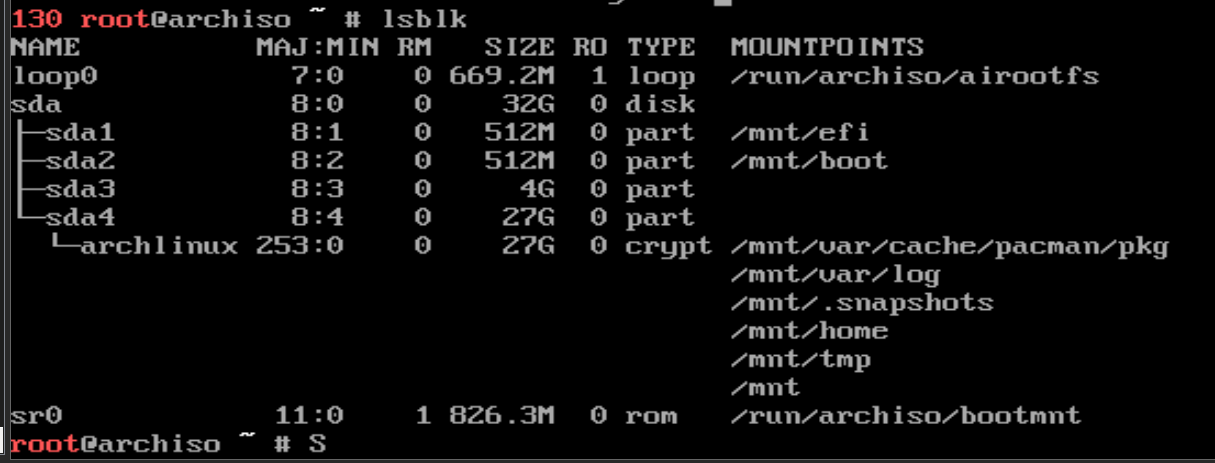 130 root@archiso ~ # lsblk
NAME          MAJ:MIN RM   SIZE RO TYPE  MOUNTPOINTS
loop0           7:0    0 669.2M  1 loop  /run/archiso/airootfs
sda             8:0    0    32G  0 disk
├─sda1          8:1    0   512M  0 part  /mnt/efi
├─sda2          8:2    0   512M  0 part  /mnt/boot
├─sda3          8:3    0     4G  0 part
└─sda4          8:4    0    27G  0 part
  └─archlinux 253:0    0    27G  0 crypt /mnt/var/cache/pacman/pkg
                                         /mnt/var/log
                                         /mnt/.snapshots
                                         /mnt/home
                                         /mnt/tmp
                                         /mnt
sr0            11:0    1 826.3M  0 rom   /run/archiso/bootmnt
root@archiso ~ # S